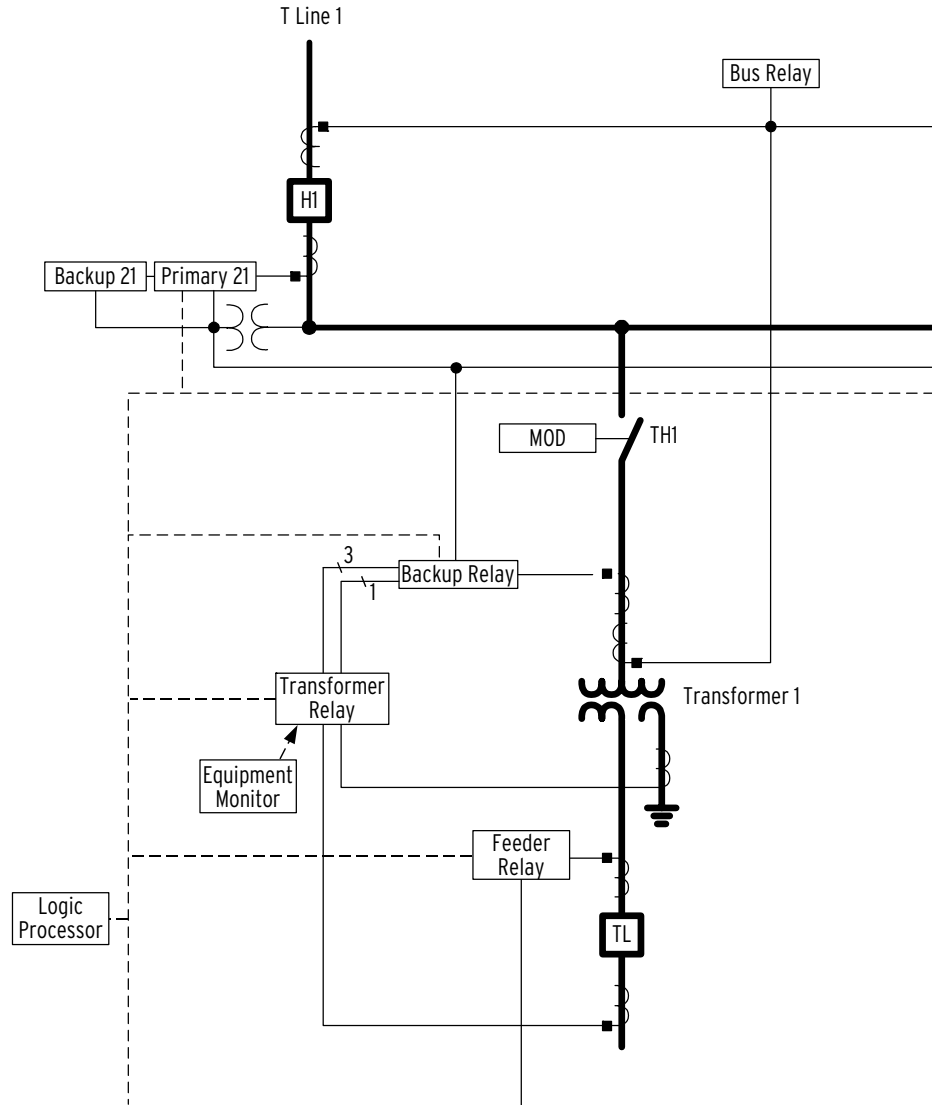 T Line 1
Bus Relay
H1
Backup 21
Primary 21
MOD
TH1
3
Backup Relay
1
Transformer
Relay
Transformer 1
Equipment
Monitor
Feeder
Relay
Logic
Processor
TL